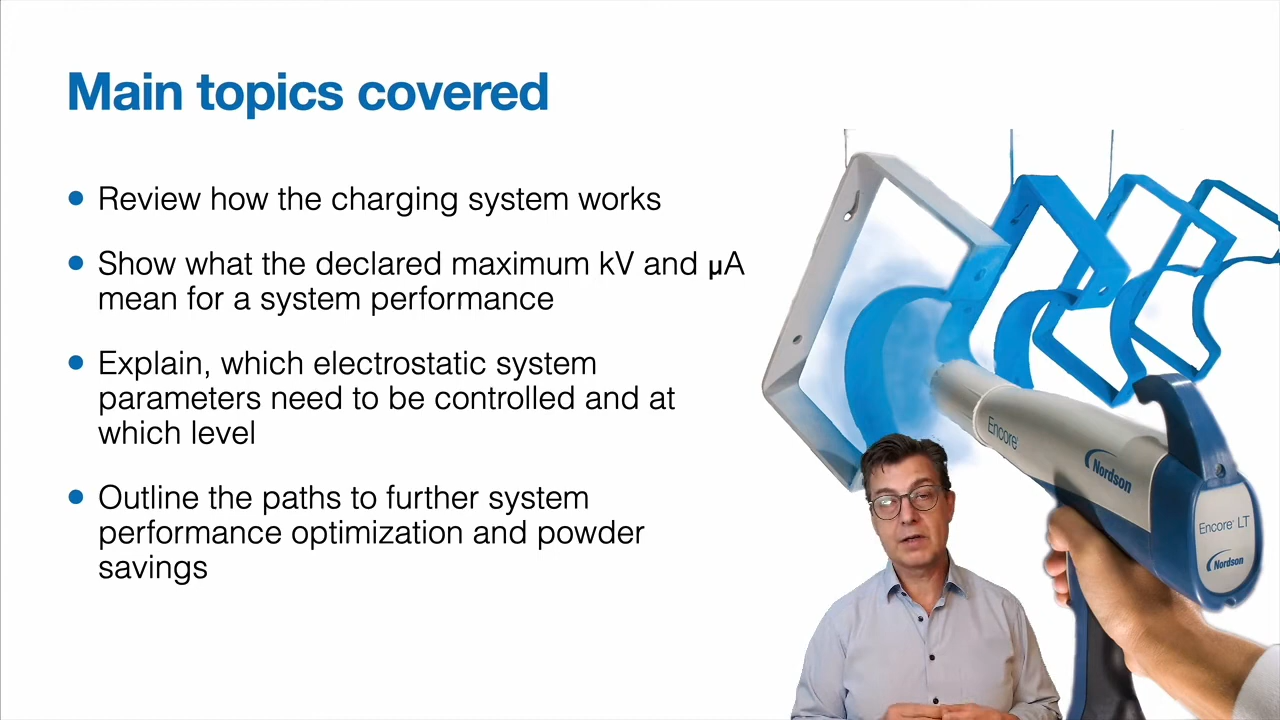 Main topics covered
Review how the charging system works
Show what the declared maximum kV and µA
mean for a system performance
Explain, which electrostatic system
parameters need to be controlled and at
which level
Outline the paths to further system
performance optimization and powder
savings
Encore®
Nordson
Encore® LT
Nordson